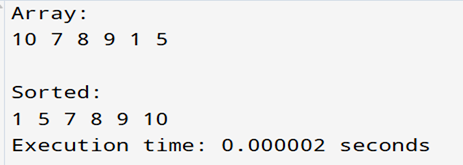 Array:
10 7 8 9 1 5
Sorted:
1 5 7 8 9 10
Execution time: 0.000002 seconds